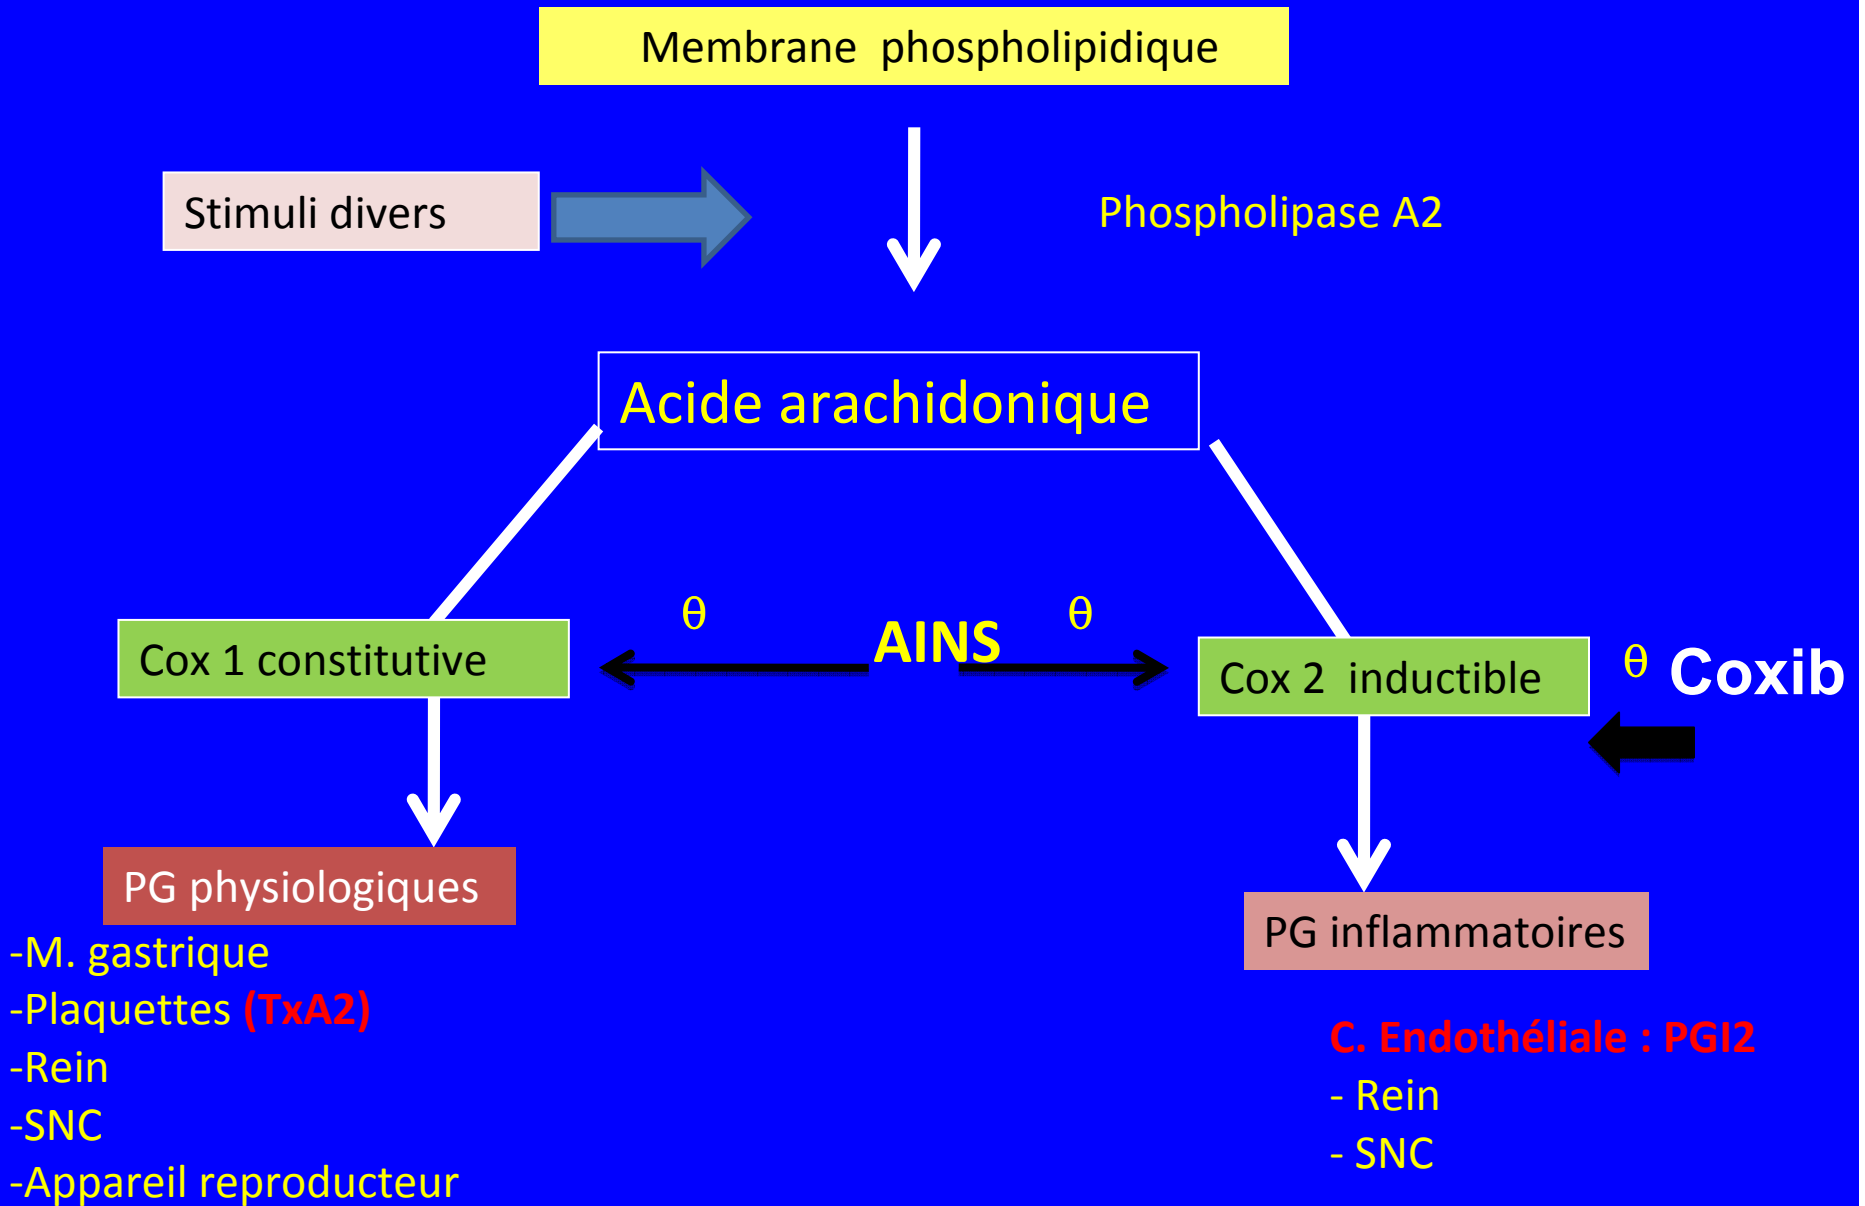 Membrane phospholipidique
Stimuli divers
Phospholipase A2
Acide arachidonique
θ
AINS
θ
Cox 1 constitutive
Cox 2 inductible
θ
Coxib
PG physiologiques
-M. gastrique
-Plaquettes (TxA2)
-Rein
-SNC
-Appareil reproducteur
PG inflammatoires
C. Endothéliale : PGI2
- Rein
- SNC